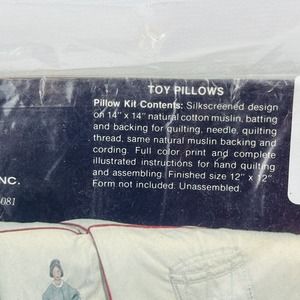 TOY PILLOWS
Pillow Kit Contents: Silkscreened design
on 14" x 14" natural cotton muslin, batting
and backing for quilting, needle, quilting
thread, same natural muslin backing and
cording. Full color print and complete
illustrated instructions for hand quilting
and assembling. Finished size 12" x 12".
Form not included. Unassembled.
NC.
6081